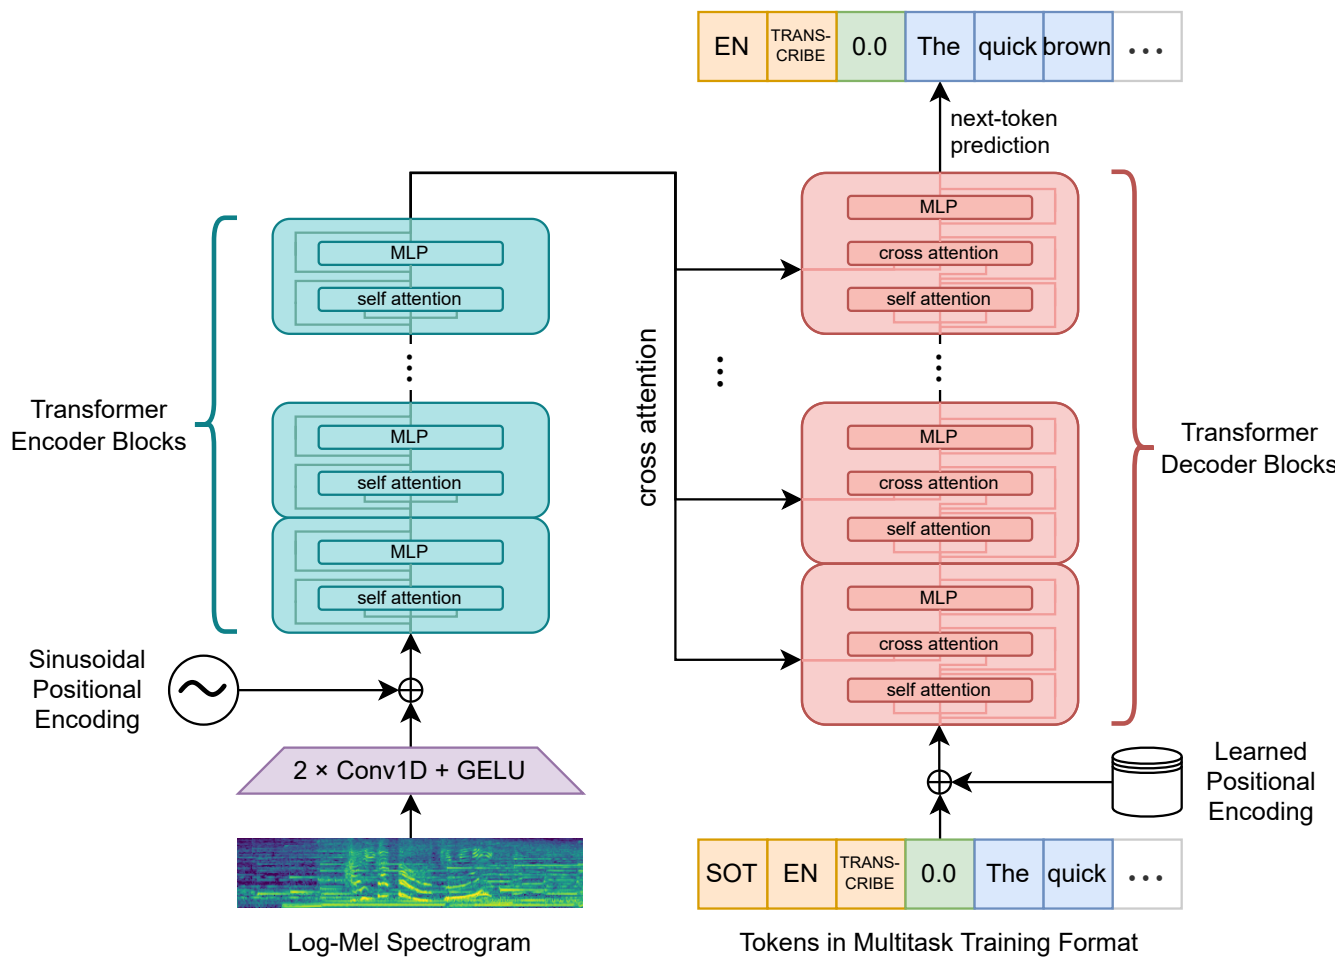 EN TRANS-CRIBE 0.0 The quick brown ...
next-token
prediction
MLP
cross attention
self attention
MLP
self attention
...
...
...
cross attention
Transformer
Encoder Blocks
MLP
self attention
MLP
self attention
MLP
cross attention
self attention
MLP
cross attention
self attention
Transformer
Decoder Blocks
Sinusoidal
Positional
Encoding
2 × Conv1D + GELU
Learned
Positional
Encoding
SOT EN TRANS-CRIBE 0.0 The quick ...
Log-Mel Spectrogram
Tokens in Multitask Training Format